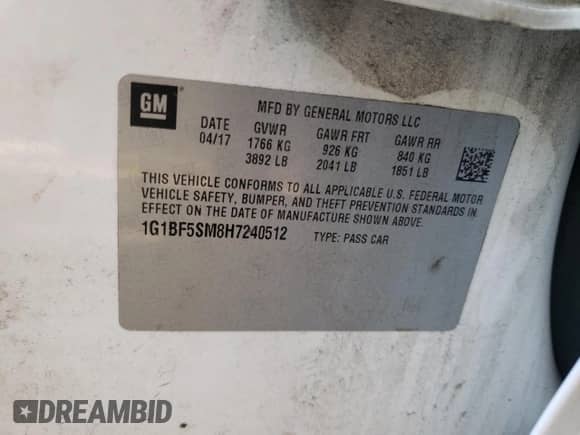 GM
MFD BY GENERAL MOTORS LLC
DATE GVWR GAWR FRT GAWR RR
04/17 1766 KG 926 KG 840 KG
3892 LB 2041 LB 1851 LB
THIS VEHICLE CONFORMS TO ALL APPLICABLE U.S. FEDERAL MOTOR
VEHICLE SAFETY, BUMPER, AND THEFT PREVENTION STANDARDS IN
EFFECT ON THE DATE OF MANUFACTURE SHOWN ABOVE.
1G1BF5SM8H7240512 TYPE: PASS CAR
DREAMBID